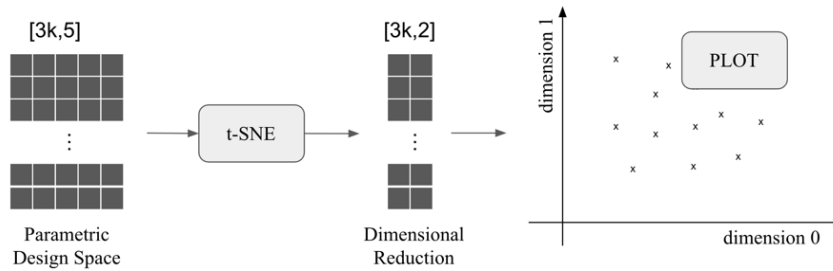 [3k,5]
[3k,2]
t-SNE
Parametric
Design Space
Dimensional
Reduction
dimension 1
PLOT
x
x
x
x
x
x
x
x
x
x
x
x
dimension 0